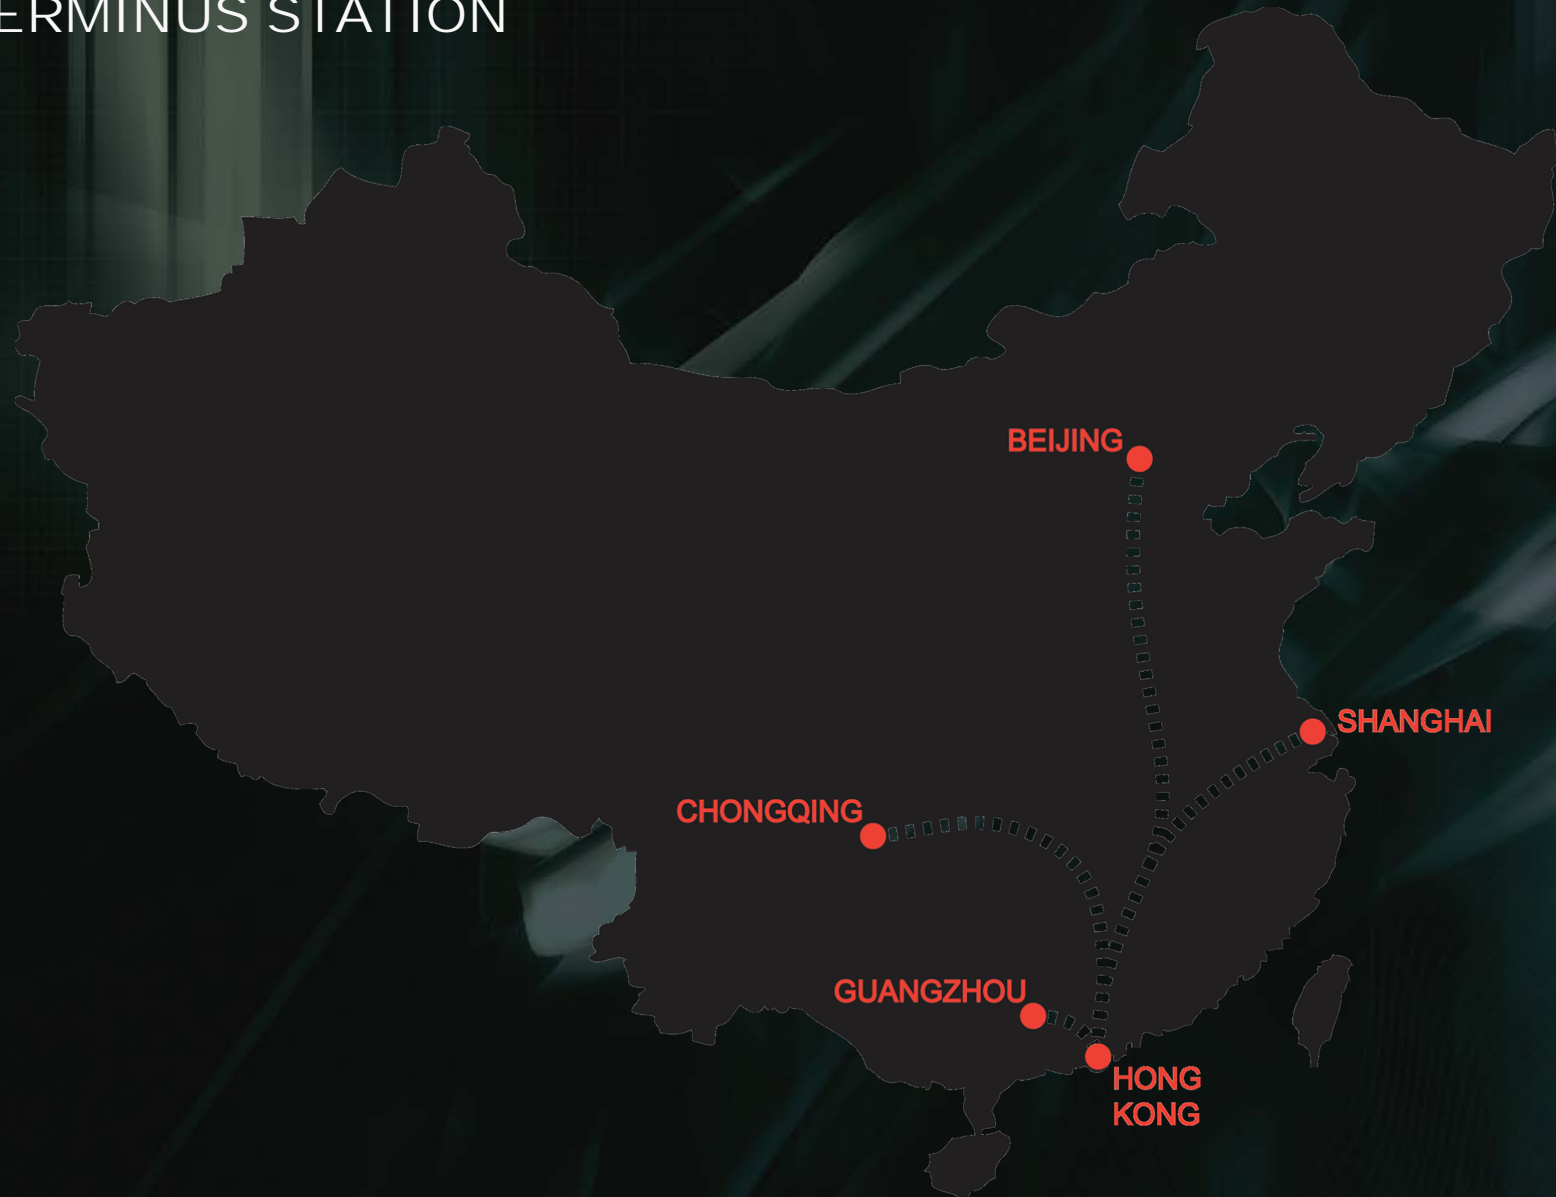 ERMINUS STATION
BEIJING
SHANGHAI
CHONGQING
GUANGZHOU
HONG
KONG